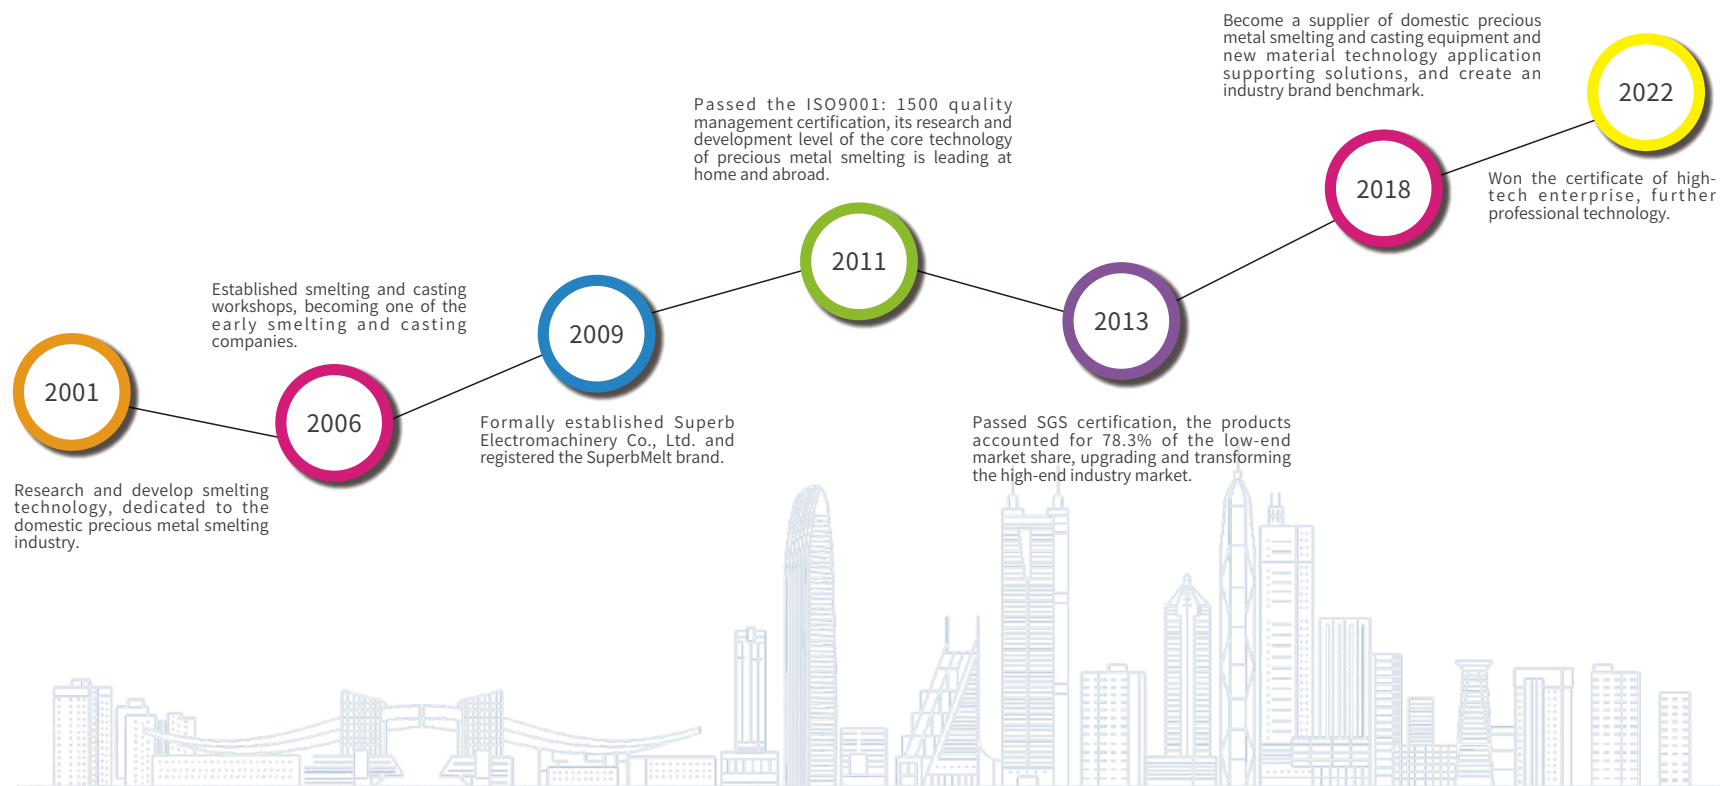 2001
Research and develop smelting
technology, dedicated to the
domestic precious metal smelting
industry.
Established smelting and casting
workshops, becoming one of the
early smelting and casting
companies.
2006
2009
Formally established Superb
Electromachinery Co., Ltd. and
registered the SuperbMelt brand.
Passed the ISO9001: 1500 quality
management certification, its research and
development level of the core technology
of precious metal smelting is leading at
home and abroad.
2011
2013
Passed SGS certification, the products
accounted for 78.3% of the low-end
market share, upgrading and transforming
the high-end industry market.
Become a supplier of domestic precious
metal smelting and casting equipment and
new material technology application
supporting solutions, and create an
industry brand benchmark.
2018
2022
Won the certificate of high-
tech enterprise, further
professional technology.